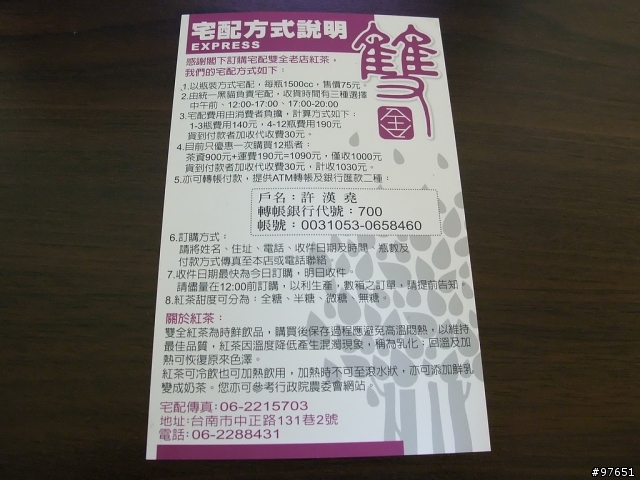 宅配方式說明
EXPRESS
雙
全
感謝閣下訂購宅配雙全老店紅茶，
我們的宅配方式如下：
1.以瓶裝方式宅配，每瓶1500cc，售價75元。
2.由統一黑貓負責宅配，收貨時間有三種選擇
中午前、12:00-17:00、17:00-20:00
3.宅配費用由消費者負擔，計算方式如下：
1-3瓶費用140元，4-12瓶費用190元
貨到付款者加收代收費30元。
4.目前只優惠一次購買12瓶者：
茶資900元+運費190元=1090元，僅收1000元
貨到付款者加收代收費30元，計收1030元。
5.亦可轉帳付款，提供ATM轉帳及銀行匯款二種：
戶名：許 漢 堯
轉帳銀行代號：700
帳號：0031053-0658460
6.訂購方式：
請將姓名、住址、電話、收件日期及時間、瓶數及
付款方式傳真至本店或電話聯絡。
7.收件日期最快為今日訂購，明日收件。
請儘量在12:00前訂購，以利生產，數箱之訂單，請提前告知。
8.紅茶甜度可分為：全糖、半糖、微糖、無糖。
關於紅茶：
雙全紅茶為時鮮飲品，購買後保存過程應避免高溫悶熱，以維持
最佳品質，紅茶因溫度降低產生混濁現象，稱為乳化；回溫及加
熱可恢復原來色澤。
紅茶可冷飲也可加熱飲用，加熱時不可至滾水狀，亦可添加鮮乳
變成奶茶。您亦可參考行政院農委會網站。
宅配傳真:06-2215703
地址:台南市中正路131巷2號
電話:06-2288431
#97651